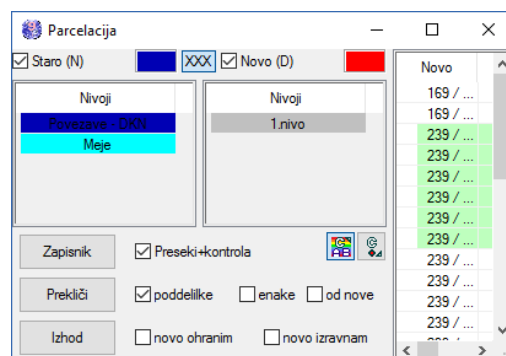 Parcelacija
Staro (N) XXX Novo (D)
Nivoji
Povezave - DKN
Meje
Nivoji
1.nivo
Zapisnik Preseki+kontrola
Prekliči poddelilke enake od nove
Izhod novo ohranim novo izravnam
Novo
169 / ...
169 / ...
239 / ...
239 / ...
239 / ...
239 / ...
239 / ...
239 / ...
239 / ...
239 / ...
239 / ...
239 / ...